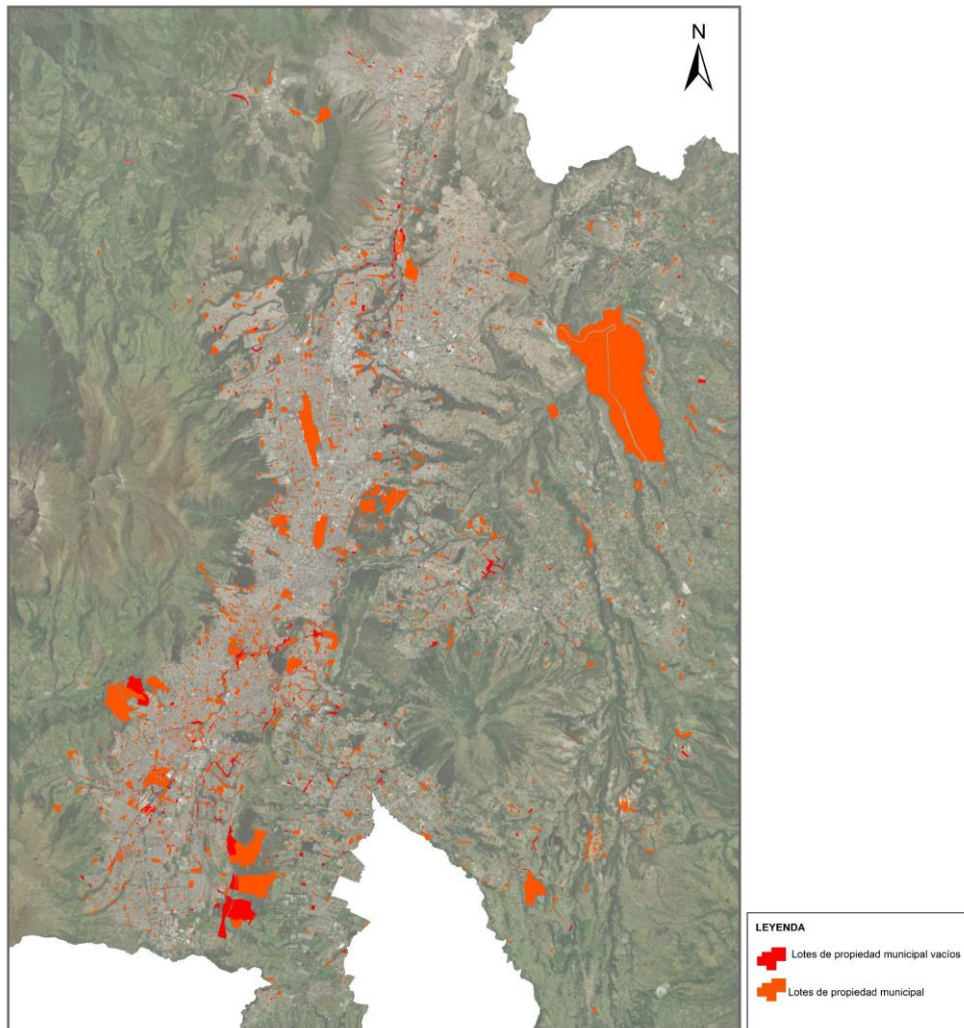 N
LEYENDA
Lotes de propiedad municipal vacíos
Lotes de propiedad municipal